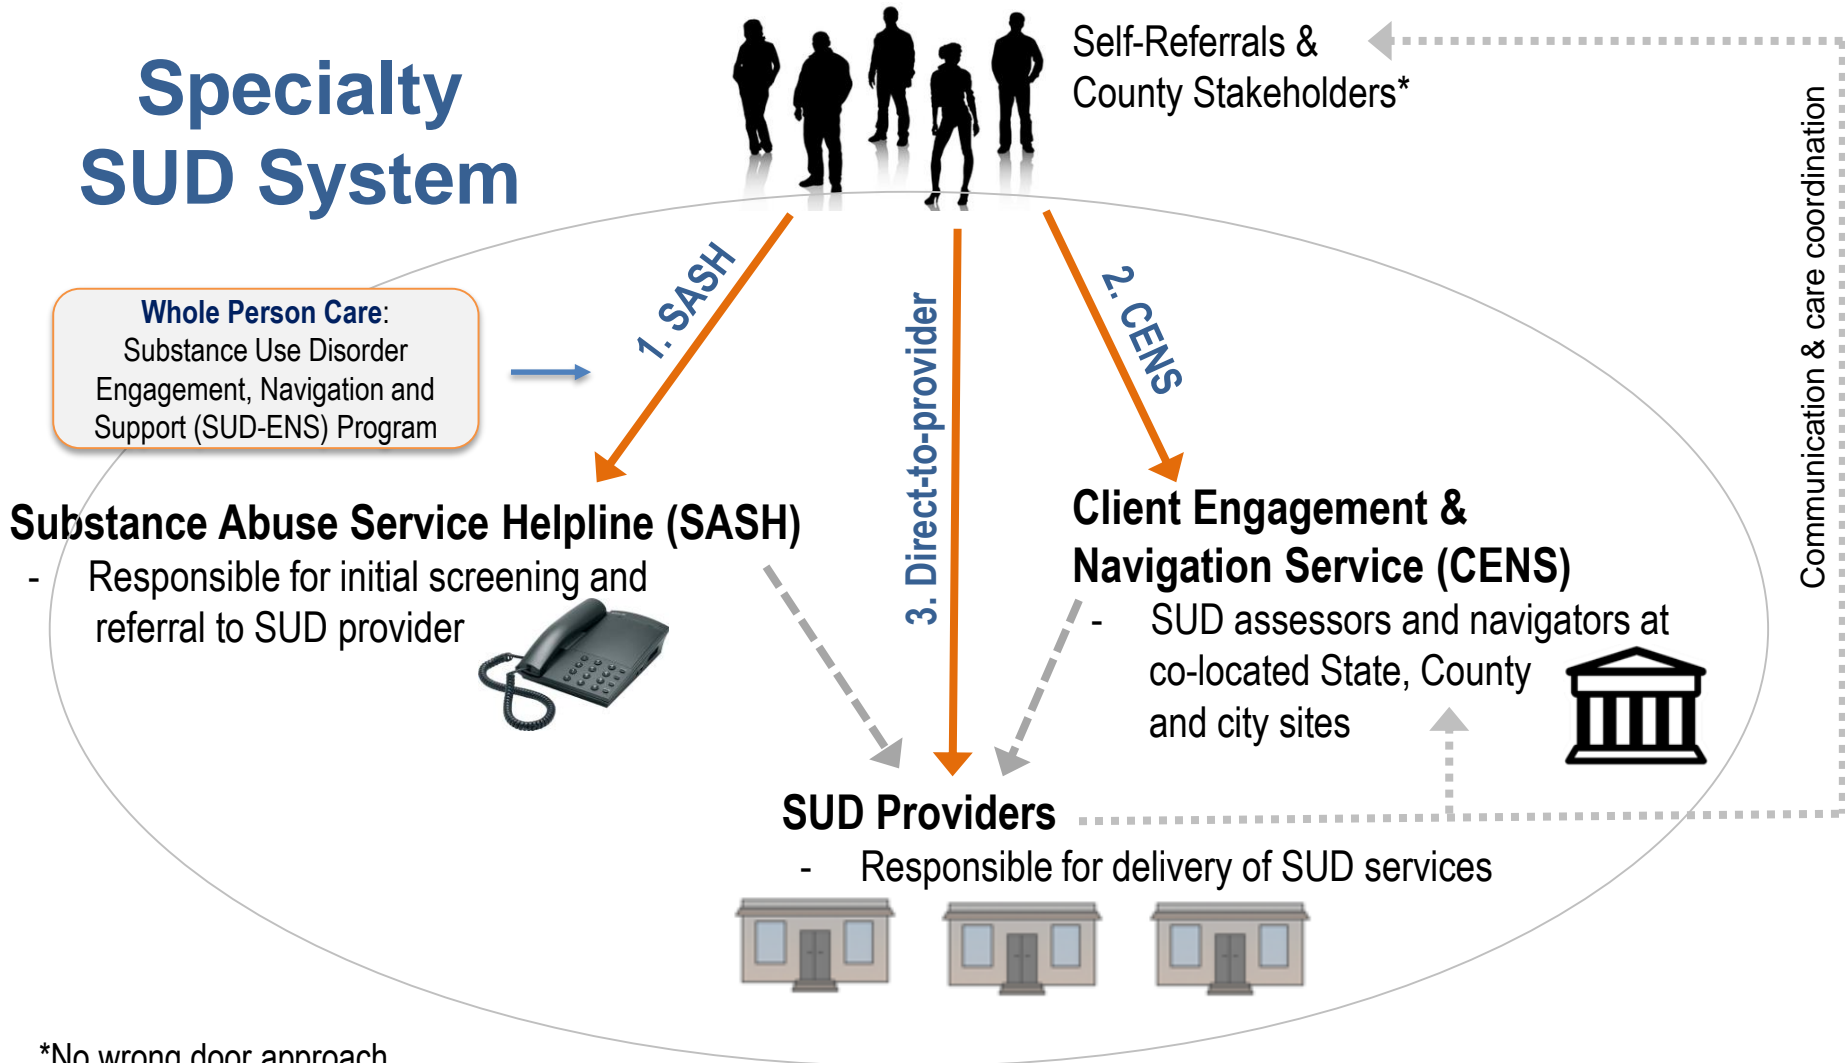 Specialty
SUD System
Self-Referrals &
County Stakeholders*
Communication & care coordination
Whole Person Care:
Substance Use Disorder
Engagement, Navigation and
Support (SUD-ENS) Program
1. SASH
3. Direct-to-provider
2. CENS
Substance Abuse Service Helpline (SASH)
- Responsible for initial screening and
referral to SUD provider
Client Engagement &
Navigation Service (CENS)
- SUD assessors and navigators at
co-located State, County
and city sites
SUD Providers
- Responsible for delivery of SUD services
*No wrong door approach